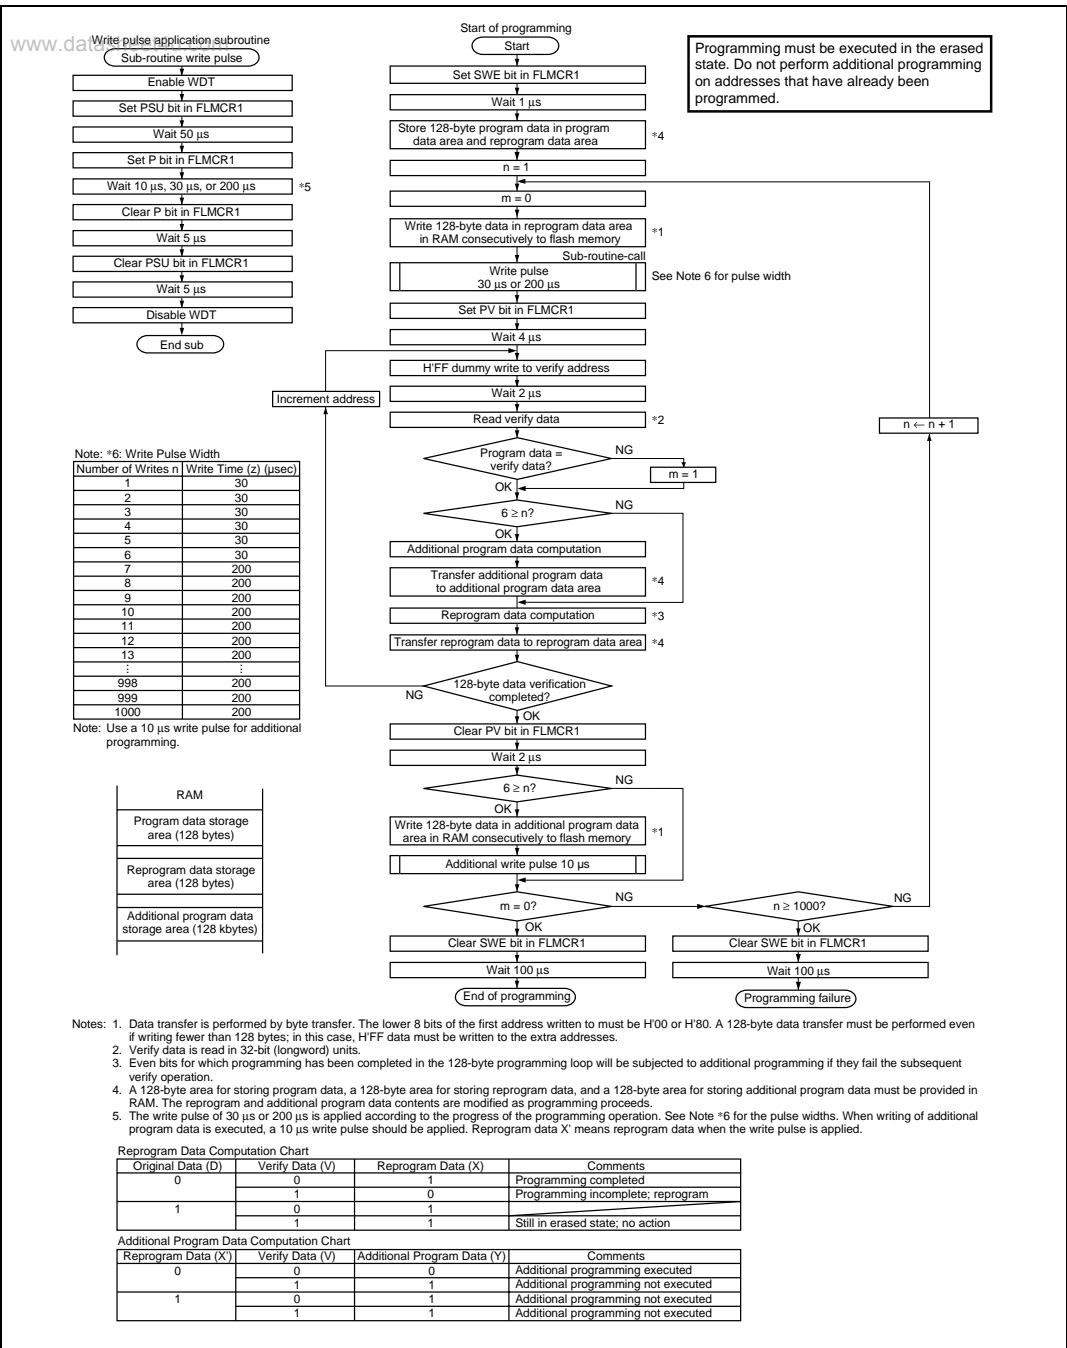 www.datasheet4u.com
Write pulse application subroutine
Sub-routine write pulse
Enable WDT
Set PSU bit in FLMCR1
Wait 50 μs
Set P bit in FLMCR1
Wait 10 μs, 30 μs, or 200 μs
*5
Clear P bit in FLMCR1
Wait 5 μs
Clear PSU bit in FLMCR1
Wait 5 μs
Disable WDT
End sub
Start of programming
Start
Set SWE bit in FLMCR1
Wait 1 μs
Store 128-byte program data in program
data area and reprogram data area
*4
n = 1
m = 0
Write 128-byte data in reprogram data area
in RAM consecutively to flash memory
*1
Sub-routine-call
Write pulse
30 μs or 200 μs
See Note 6 for pulse width
Set PV bit in FLMCR1
Wait 4 μs
H'FF dummy write to verify address
Wait 2 μs
Increment address
Read verify data
*2
n ← n + 1
Program data =
verify data?
NG
m = 1
OK
6 ≥ n?
NG
OK
Additional program data computation
Transfer additional program data
to additional program data area
*4
Reprogram data computation
*3
Transfer reprogram data to reprogram data area
*4
128-byte data verification
completed?
NG
OK
Clear PV bit in FLMCR1
Wait 2 μs
6 ≥ n?
NG
OK
Write 128-byte data in additional program data
area in RAM consecutively to flash memory
*1
Additional write pulse 10 μs
m = 0?
NG
n ≥ 1000?
NG
OK
OK
Clear SWE bit in FLMCR1
Clear SWE bit in FLMCR1
Wait 100 μs
Wait 100 μs
End of programming
Programming failure
Programming must be executed in the erased
state. Do not perform additional programming
on addresses that have already been
programmed.
Note: *6: Write Pulse Width
Number of Writes n Write Time (z) (μsec)
1 30
2 30
3 30
4 30
5 30
6 30
7 200
8 200
9 200
10 200
11 200
12 200
13 200
⋮ ⋮
998 200
999 200
1000 200
Note: Use a 10 μs write pulse for additional
programming.
RAM
Program data storage
area (128 bytes)
Reprogram data storage
area (128 bytes)
Additional program data
storage area (128 kbytes)
Notes: 1. Data transfer is performed by byte transfer. The lower 8 bits of the first address written to must be H'00 or H'80. A 128-byte data transfer must be performed even
if writing fewer than 128 bytes; in this case, H'FF data must be written to the extra addresses.
2. Verify data is read in 32-bit (longword) units.
3. Even bits for which programming has been completed in the 128-byte programming loop will be subjected to additional programming if they fail the subsequent
verify operation.
4. A 128-byte area for storing program data, a 128-byte area for storing reprogram data, and a 128-byte area for storing additional program data must be provided in
RAM. The reprogram and additional program data contents are modified as programming proceeds.
5. The write pulse of 30 μs or 200 μs is applied according to the progress of the programming operation. See Note *6 for the pulse widths. When writing of additional
program data is executed, a 10 μs write pulse should be applied. Reprogram data X' means reprogram data when the write pulse is applied.
Reprogram Data Computation Chart
Original Data (D) Verify Data (V) Reprogram Data (X) Comments
0 0 1 Programming completed
1 0 Programming incomplete; reprogram
1 0 1
1 1 Still in erased state; no action
Additional Program Data Computation Chart
Reprogram Data (X') Verify Data (V) Additional Program Data (Y) Comments
0 0 0 Additional programming executed
1 1 Additional programming not executed
1 0 1 Additional programming not executed
1 1 Additional programming not executed